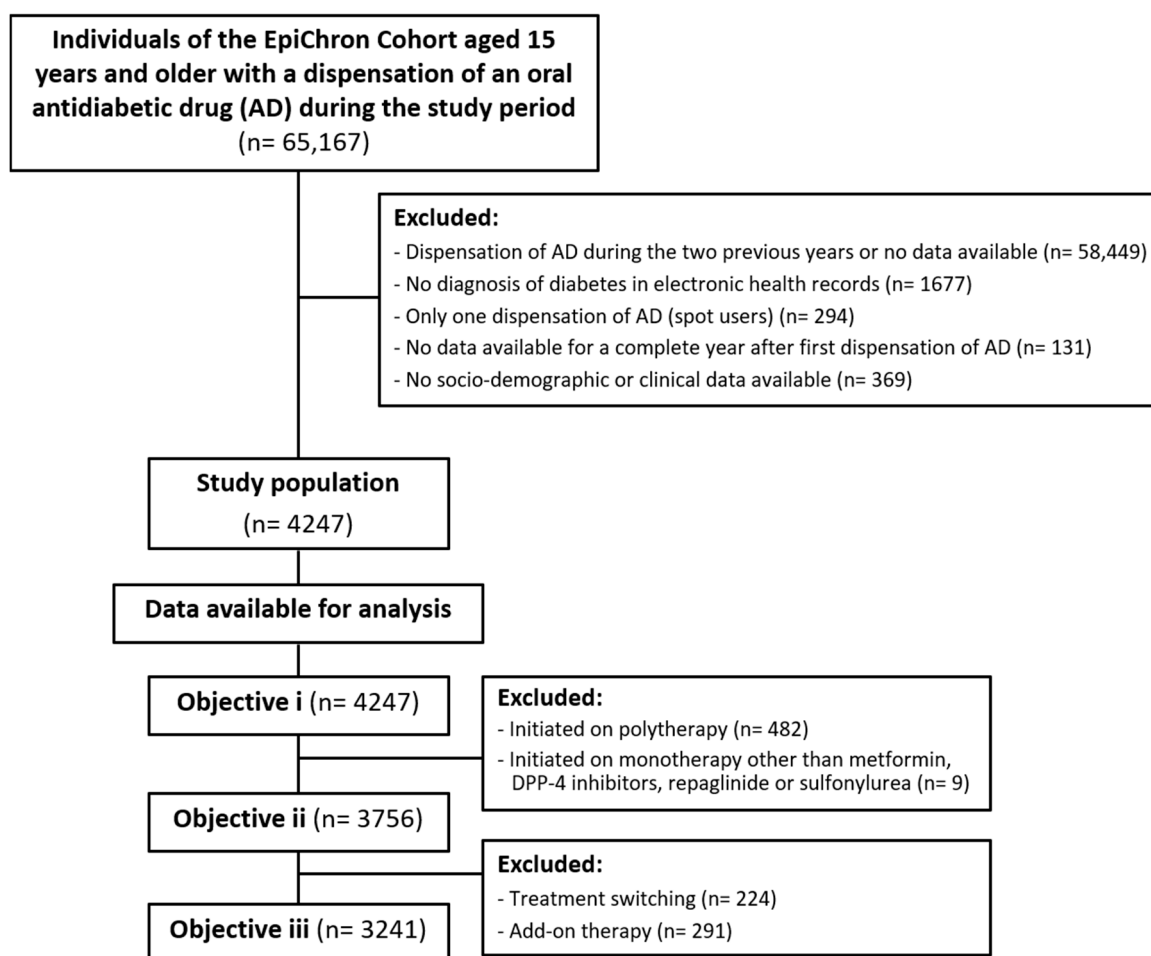 Individuals of the EpiChron Cohort aged 15
years and older with a dispensation of an oral
antidiabetic drug (AD) during the study period
(n= 65,167)
Excluded:
- Dispensation of AD during the two previous years or no data available (n= 58,449)
- No diagnosis of diabetes in electronic health records (n= 1677)
- Only one dispensation of AD (spot users) (n= 294)
- No data available for a complete year after first dispensation of AD (n= 131)
- No socio-demographic or clinical data available (n= 369)
Study population
(n= 4247)
Data available for analysis
Objective i (n= 4247)
Excluded:
- Initiated on polytherapy (n= 482)
- Initiated on monotherapy other than metformin,
DPP-4 inhibitors, repaglinide or sulfonylurea (n= 9)
Objective ii (n= 3756)
Excluded:
- Treatment switching (n= 224)
- Add-on therapy (n= 291)
Objective iii (n= 3241)